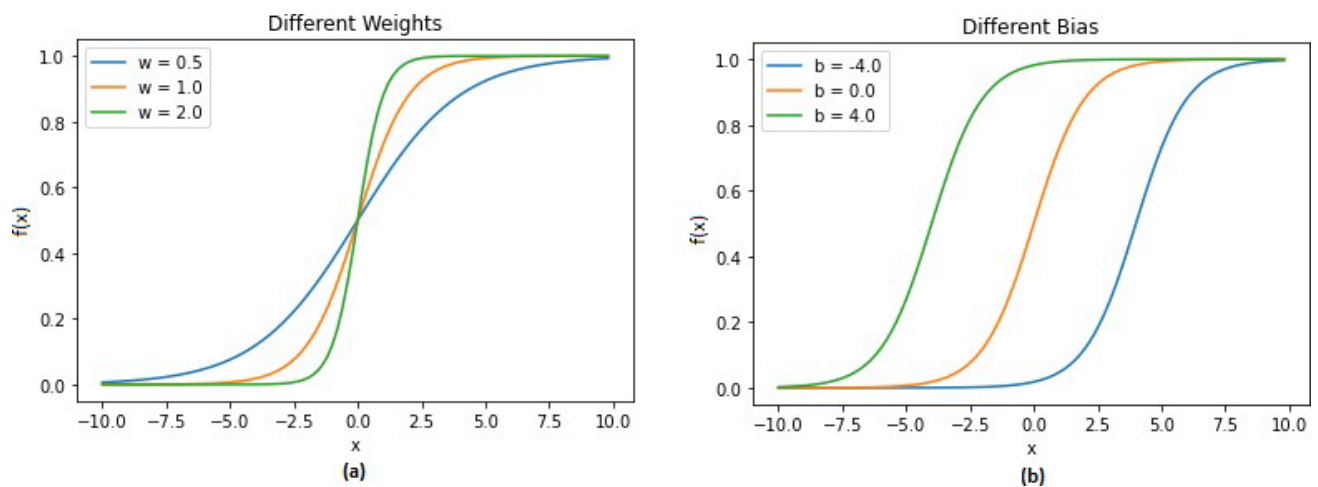 Different Weights
w = 0.5
w = 1.0
w = 2.0
1.0
0.8
0.6
0.4
0.2
0.0
f(x)
−10.0 −7.5 −5.0 −2.5 0.0 2.5 5.0 7.5 10.0
x
(a)
Different Bias
b = -4.0
b = 0.0
b = 4.0
1.0
0.8
0.6
0.4
0.2
0.0
f(x)
−10.0 −7.5 −5.0 −2.5 0.0 2.5 5.0 7.5 10.0
x
(b)